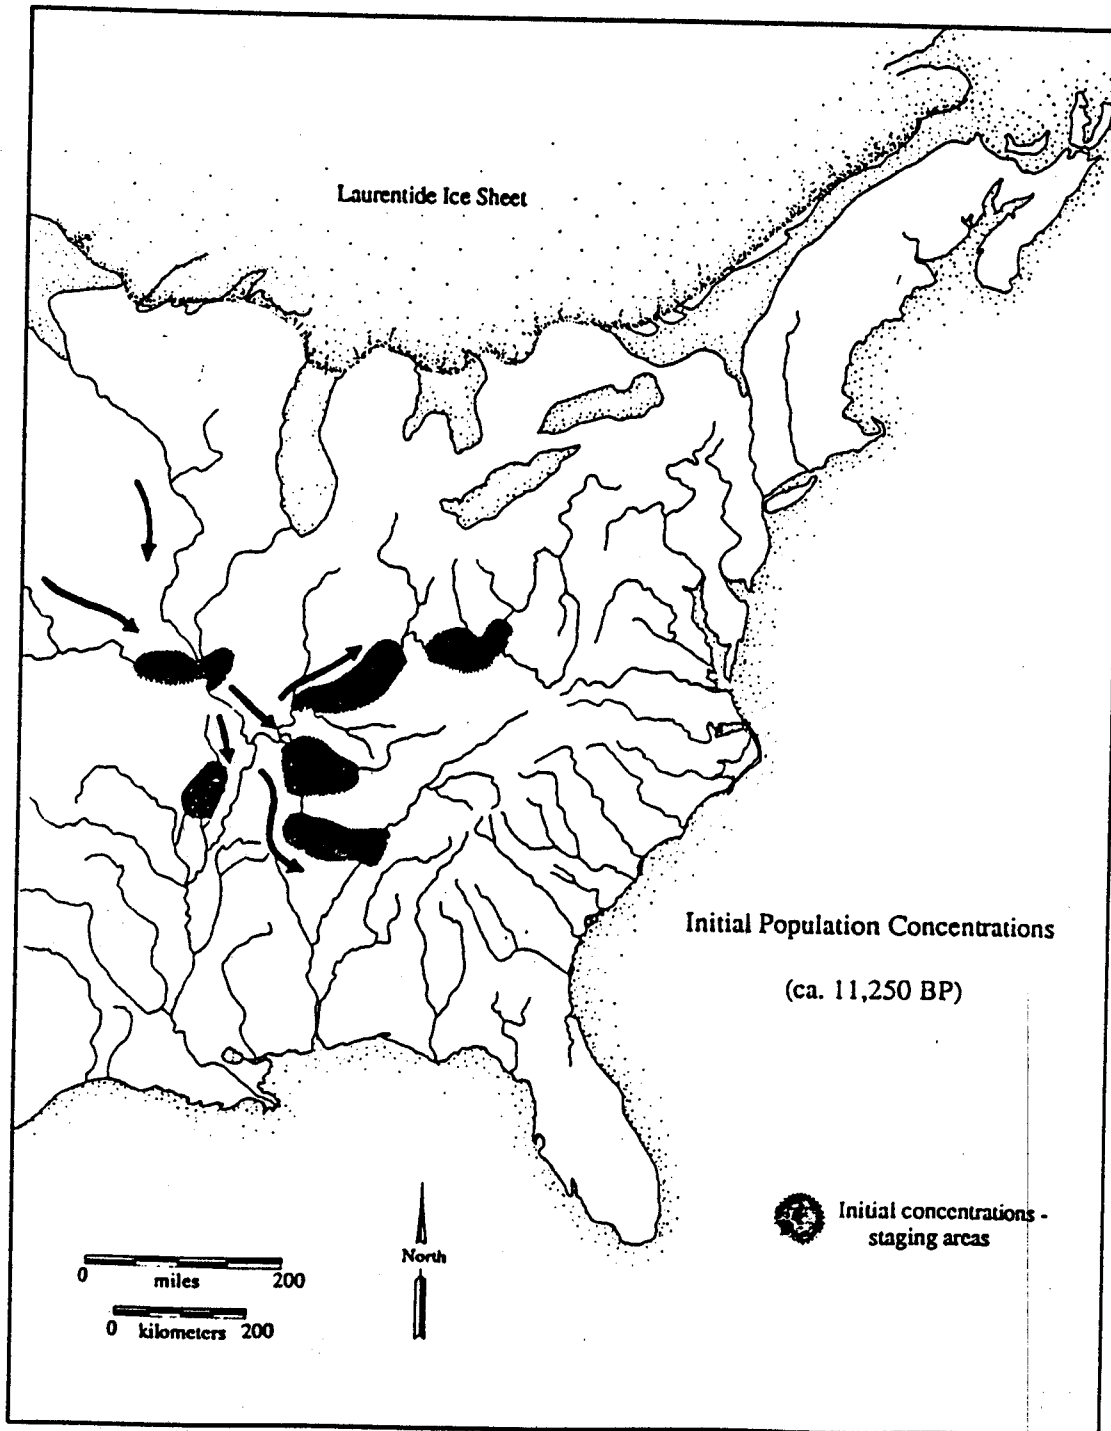 Laurentide Ice Sheet
Initial Population Concentrations
(ca. 11,250 BP)
Initial concentrations -
staging areas
North
0 miles 200
0 kilometers 200